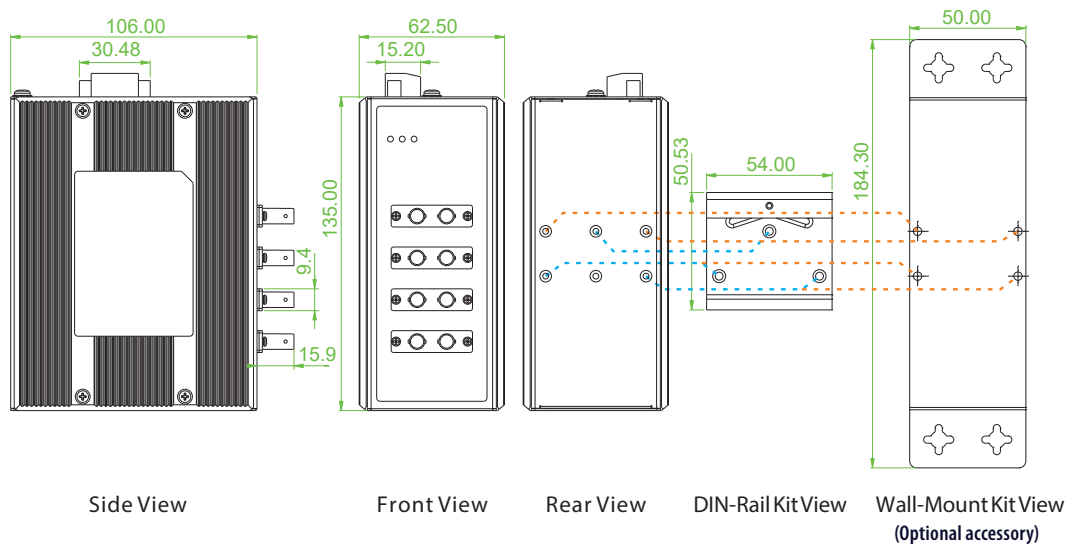 106.00
30.48
9.4
15.9
62.50
15.20
135.00
50.53
54.00
184.30
50.00
Side View
Front View
Rear View
DIN-Rail Kit View
Wall-Mount Kit View
(Optional accessory)